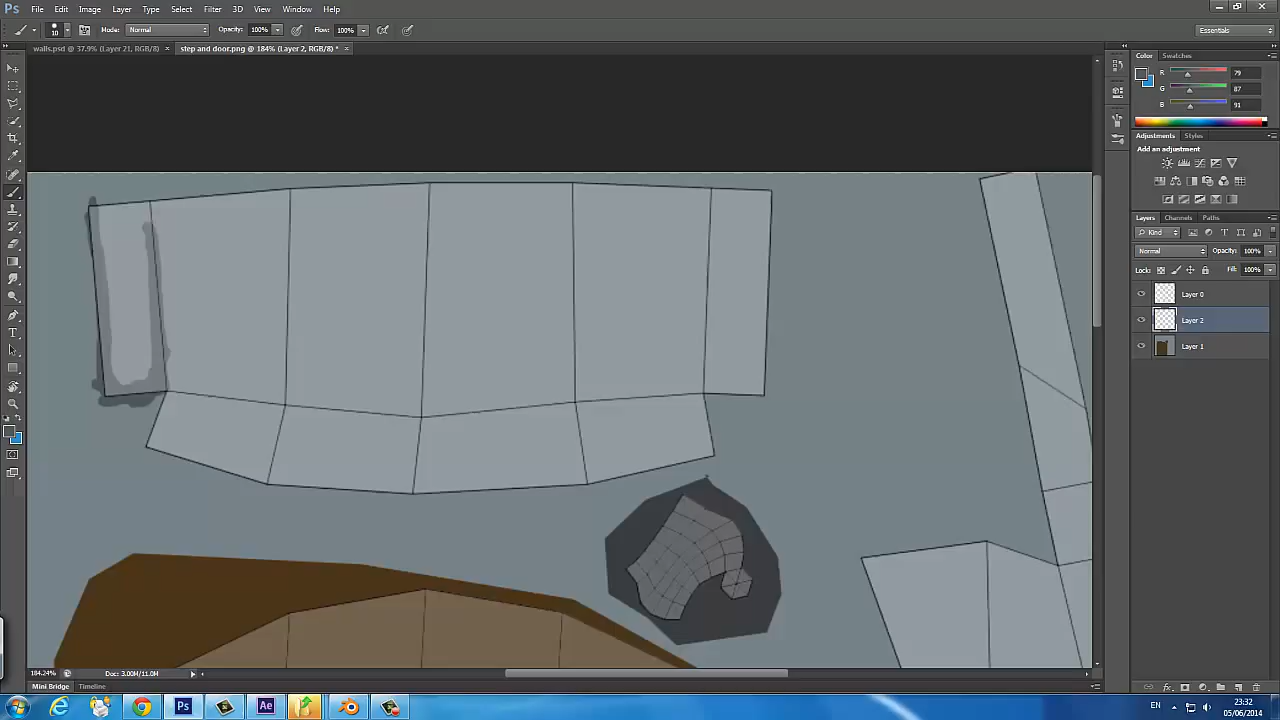 Ps File Edit Image Layer Type Select Filter 3D View Window Help
10 Mode: Normal Opacity: 100% Flow: 100% Essentials
walls.psd @ 37.9% (Layer 21, RGB/8) × step and door.png @ 184% (Layer 2, RGB/8) * ×
Color Swatches
R 79
G 87
B 91
Adjustments Styles
Add an adjustment
Layers Channels Paths
Kind
Normal Opacity: 100%
Lock: Fill: 100%
Layer 0
Layer 2
Layer 1
184.24% Doc: 3.00M/11.0M
Mini Bridge Timeline
Ps Ae EN 23:32
05/06/2014